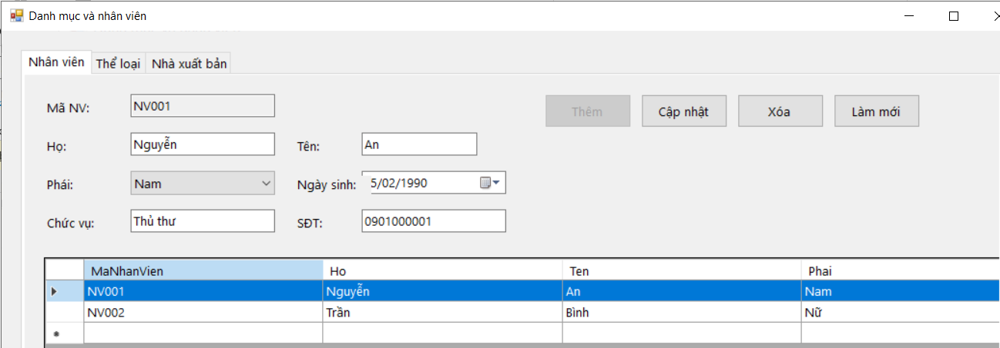 Danh mục và nhân viên
Nhân viên Thể loại Nhà xuất bản
Mã NV: NV001 Thêm Cập nhật Xóa Làm mới
Họ: Nguyễn Tên: An
Phái: Nam Ngày sinh: 5/02/1990
Chức vụ: Thủ thư SĐT: 0901000001
MaNhanVien Ho Ten Phai
NV001 Nguyễn An Nam
NV002 Trần Bình Nữ